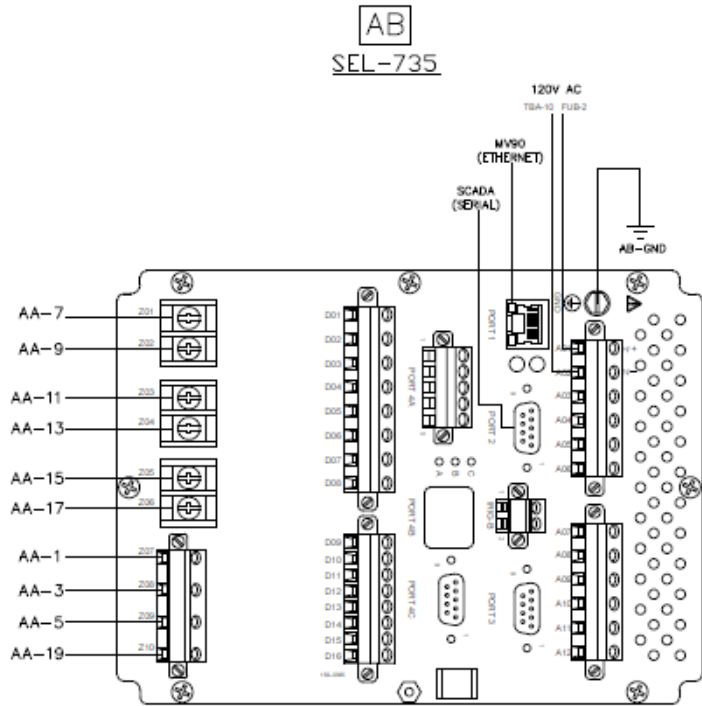 AB
SEL-735
120V AC
TBA-10 FUB-2
MV90
(ETHERNET)
SCADA
(SERIAL)
AB-GND
GND
AA-7 Z01
AA-9 Z02
AA-11 Z03
AA-13 Z04
AA-15 Z05
AA-17 Z06
AA-1 Z07
AA-3 Z08
AA-5 Z09
AA-19 Z10
D01
D02
D03
D04
D05
D06
D07
D08
D09
D10
D11
D12
D13
D14
D15
D16
PORT 4A
A B C
PORT 4B
PORT 4C
PORT 1
PORT 2
IRIG-B
PORT 3
A01
A02
A03
A04
A05
A06
A07
A08
A09
A10
A11
A12